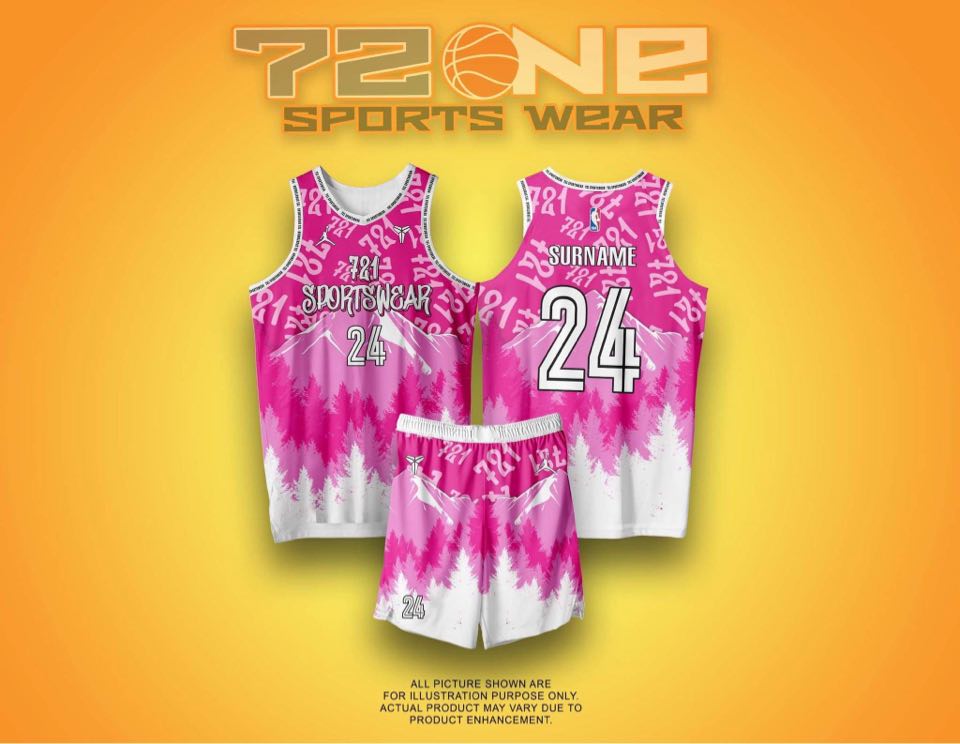 7ZONE
SPORTS WEAR
721
SPORTSWEAR
24
SURNAME
24
24
ALL PICTURE SHOWN ARE
FOR ILLUSTRATION PURPOSE ONLY.
ACTUAL PRODUCT MAY VARY DUE TO
PRODUCT ENHANCEMENT.